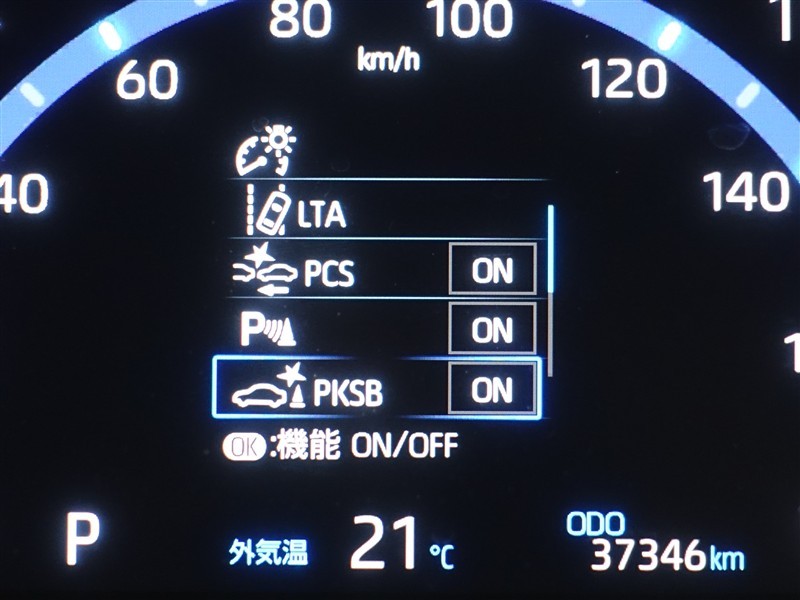 80 100
km/h
60 120
40 140
LTA
PCS ON
P ON
PKSB ON
OK:機能 ON/OFF
P 外気温 21℃
ODO
37346km